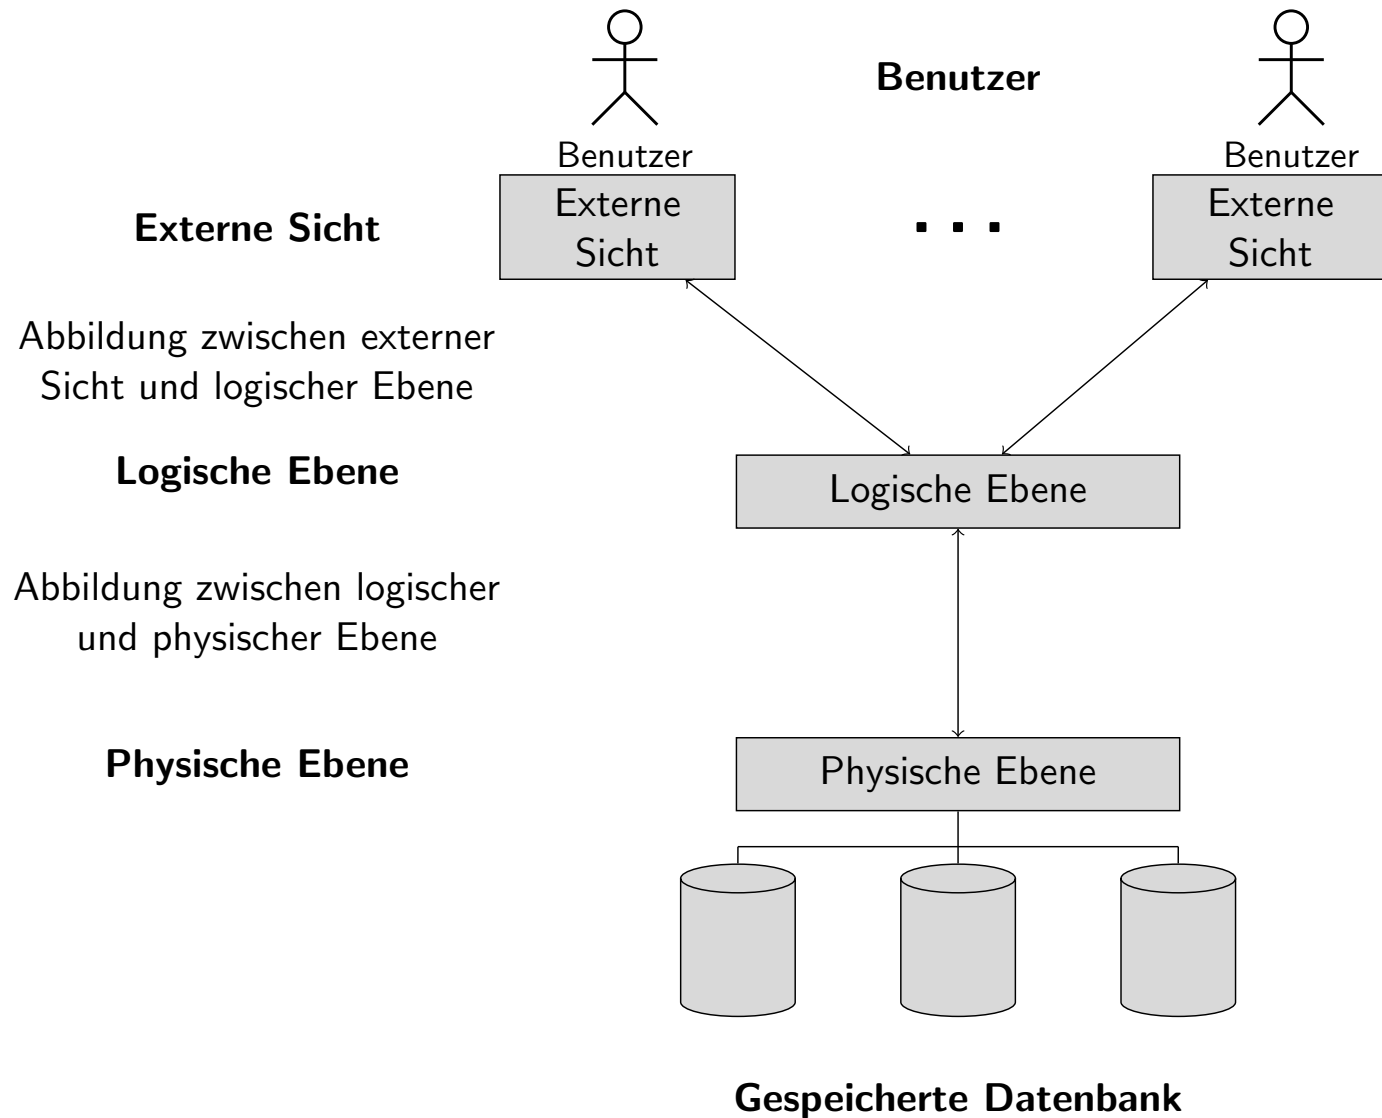 Benutzer
Benutzer
Benutzer
Externe Sicht
Externe
Sicht
. . .
Externe
Sicht
Abbildung zwischen externer
Sicht und logischer Ebene
Logische Ebene
Logische Ebene
Abbildung zwischen logischer
und physischer Ebene
Physische Ebene
Physische Ebene
Gespeicherte Datenbank